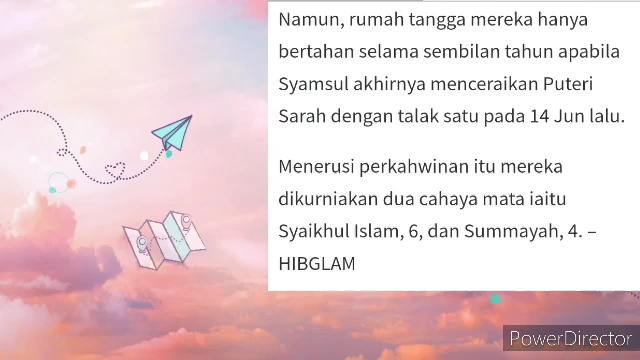 Namun, rumah tangga mereka hanya
bertahan selama sembilan tahun apabila
Syamsul akhirnya menceraikan Puteri
Sarah dengan talak satu pada 14 Jun lalu.
Menerusi perkahwinan itu mereka
dikurniakan dua cahaya mata iaitu
Syaikhul Islam, 6, dan Summayah, 4. –
HIBGLAM
PowerDirector